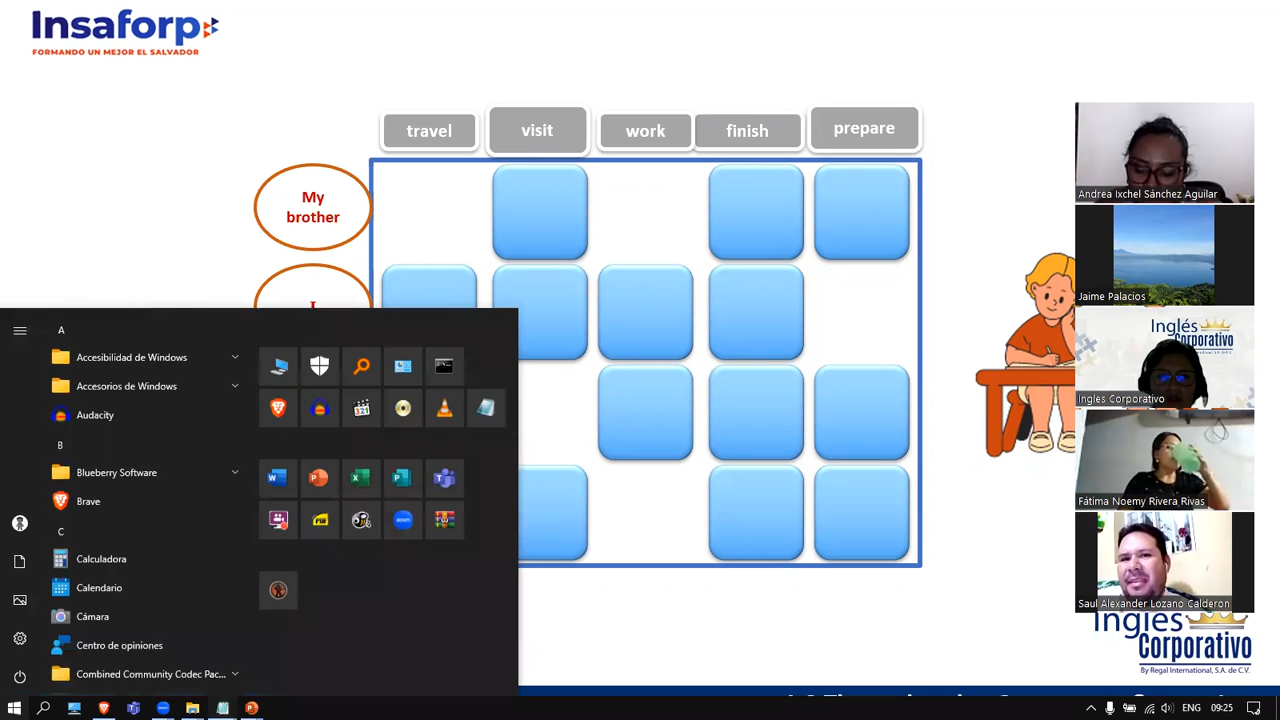 Insaforp
FORMANDO UN MEJOR EL SALVADOR
travel
visit
work
finish
prepare
My
brother
I
Andrea Ixchel Sánchez Aguilar
Jaime Palacios
Inglés
Corporativo
Ingles Corporativo
Fátima Noemy Rivera Rivas
Saul Alexander Lozano Calderon
Inglés
Corporativo
By Regal International, S.A. de C.V.
A
Accesibilidad de Windows
Accesorios de Windows
Audacity
B
Blueberry Software
Brave
C
Calculadora
Calendario
Cámara
Centro de opiniones
Combined Community Codec Pac...
321
ENG
09:25